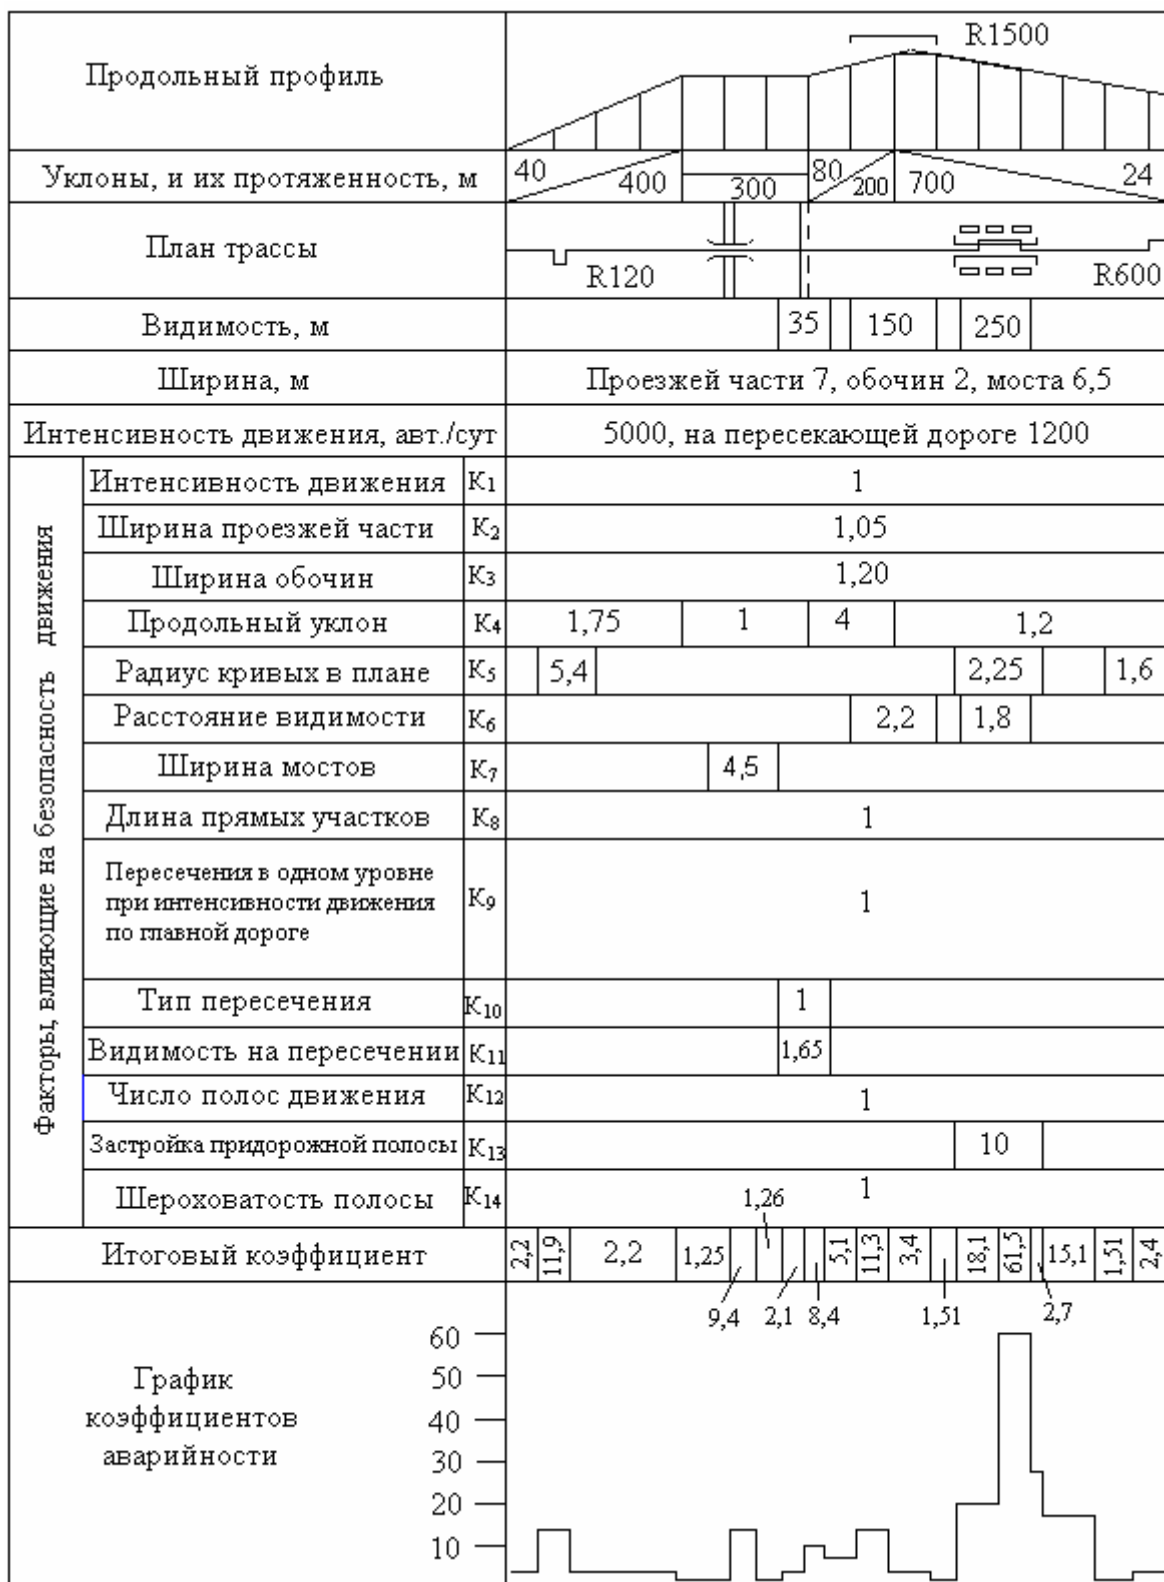 Продольный профиль
R1500
Уклоны, и их протяженность, м
40
400
300
80
200
700
24
План трассы
R120
R600
Видимость, м
35
150
250
Ширина, м
Проезжей части 7, обочин 2, моста 6,5
Интенсивность движения, авт./сут
5000, на пересекающей дороге 1200
Факторы, влияющие на безопасность движения
Интенсивность движения K1 1
Ширина проезжей части K2 1,05
Ширина обочин K3 1,20
Продольный уклон K4 1,75 1 4 1,2
Радиус кривых в плане K5 5,4 2,25 1,6
Расстояние видимости K6 2,2 1,8
Ширина мостов K7 4,5
Длина прямых участков K8 1
Пересечения в одном уровне
при интенсивности движения
по главной дороге
K9 1
Тип пересечения K10 1
Видимость на пересечении K11 1,65
Число полос движения K12 1
Застройка придорожной полосы K13 10
Шероховатость полосы K14 1
1,26
Итоговый коэффициент 2,2 11,9 2,2 1,25 5,1 11,3 3,4 18,1 61,5 15,1 1,51 2,4
9,4 2,1 8,4 1,51 2,7
График
коэффициентов
аварийности
60
50
40
30
20
10